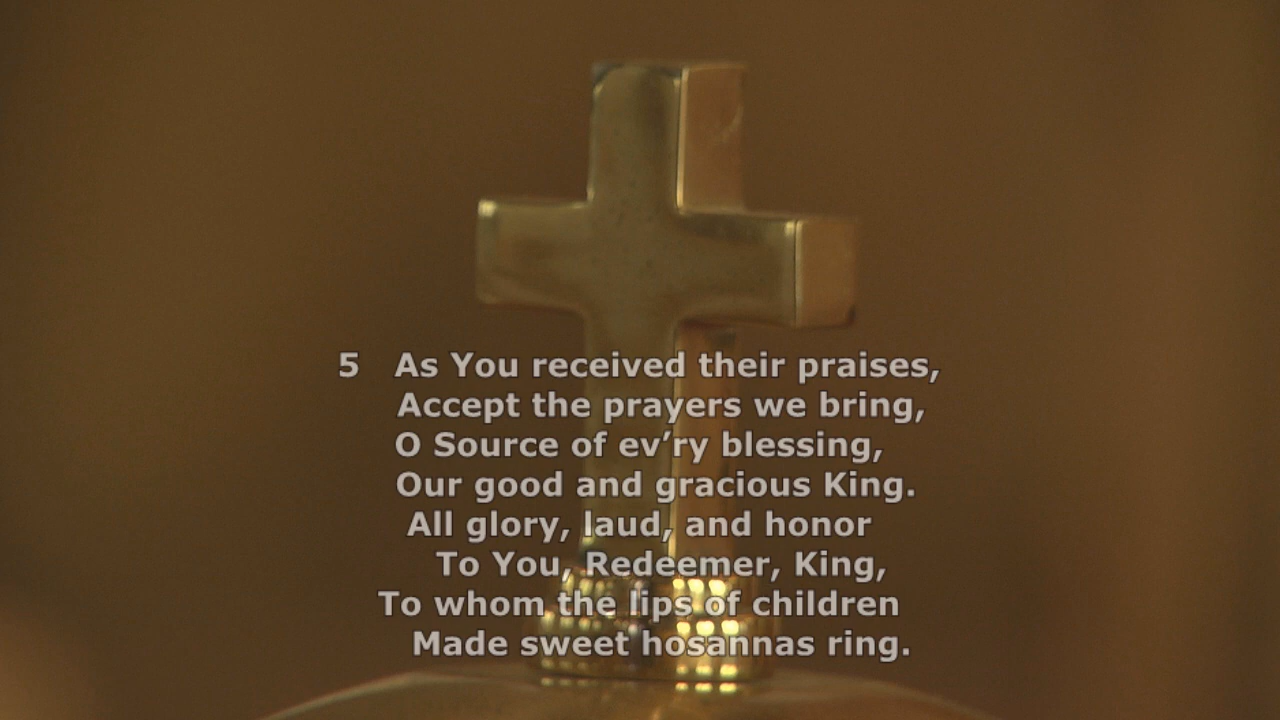 5 As You received their praises,
Accept the prayers we bring,
O Source of ev’ry blessing,
Our good and gracious King.
All glory, laud, and honor
To You, Redeemer, King,
To whom the lips of children
Made sweet hosannas ring.